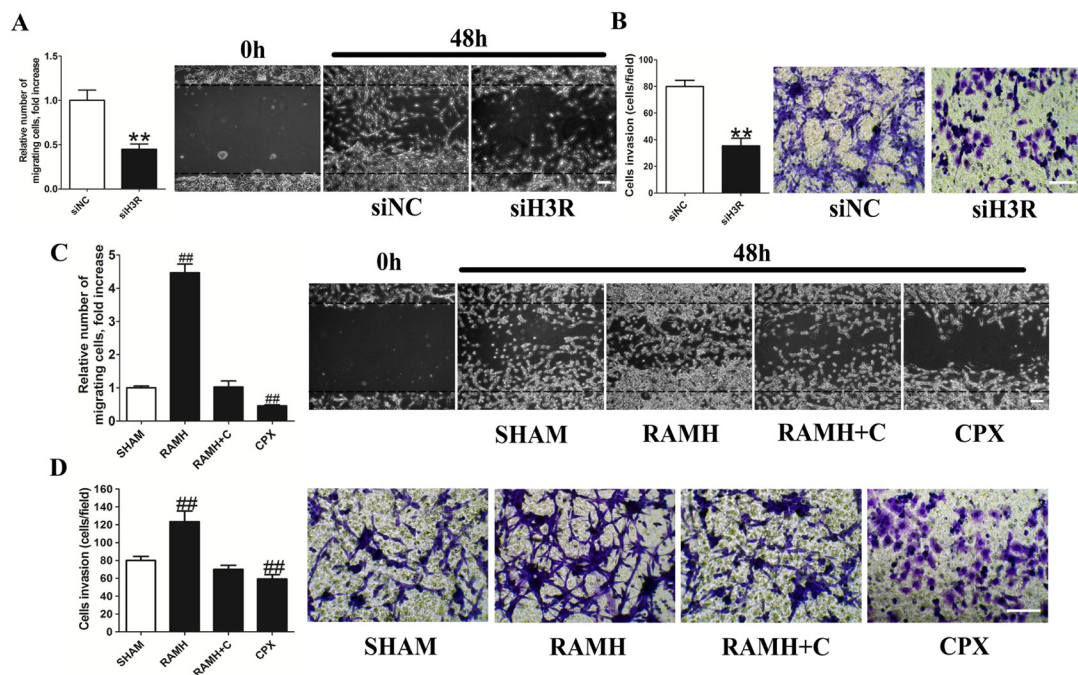 A
0h
48h
Relative number of
migrating cells, fold increase
1.5
1.0
0.5
0.0
**
siNC
siH3R
siNC
siH3R
B
Cells invasion (cells/field)
100
80
60
40
20
0
**
siNC
siH3R
siNC
siH3R
C
0h
48h
Relative number of
migrating cells, fold increase
5
4
3
2
1
0
##
##
SHAM
RAMH
RAMH+C
CPX
SHAM
RAMH
RAMH+C
CPX
D
Cells invasion (cells/field)
160
140
120
100
80
60
40
20
0
##
##
SHAM
RAMH
RAMH+C
CPX
SHAM
RAMH
RAMH+C
CPX